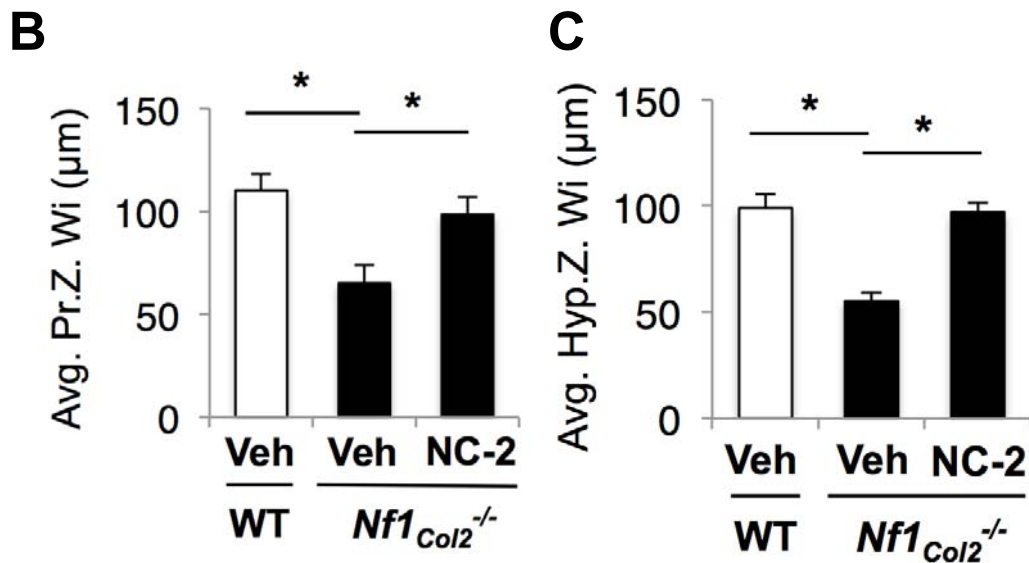 B
Avg. Pr.Z. Wi (μm)
150
100
50
0
*
*
Veh Veh NC-2
WT Nf1Col2-/-
C
Avg. Hyp.Z. Wi (μm)
150
100
50
0
*
*
Veh Veh NC-2
WT Nf1Col2-/-